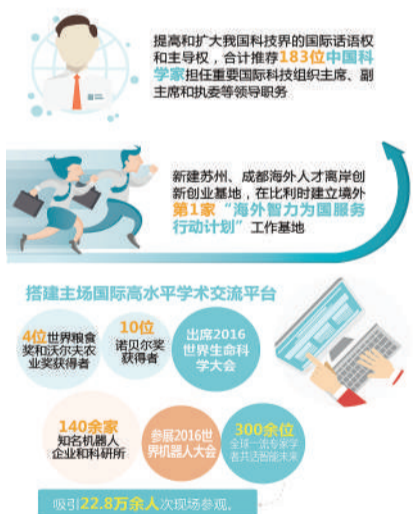 提高和扩大我国科技界的国际话语权
和主导权，合计推荐183位中国科
学家担任重要国际科技组织主席、副
主席和执委等领导职务
新建苏州、成都海外人才离岸创
新创业基地，在比利时建立境外
第1家“海外智力为国服务
行动计划”工作基地
搭建主场国际高水平学术交流平台
4位世界粮食
奖和沃尔夫农
业奖获得者
10位
诺贝尔奖
获得者
出席2016
世界生命科
学大会
140余家
知名机器人
企业和科研所
参展2016世
界机器人大会
300余位
全球一流专家学
者共话智能未来
吸引22.8万余人次现场参观。